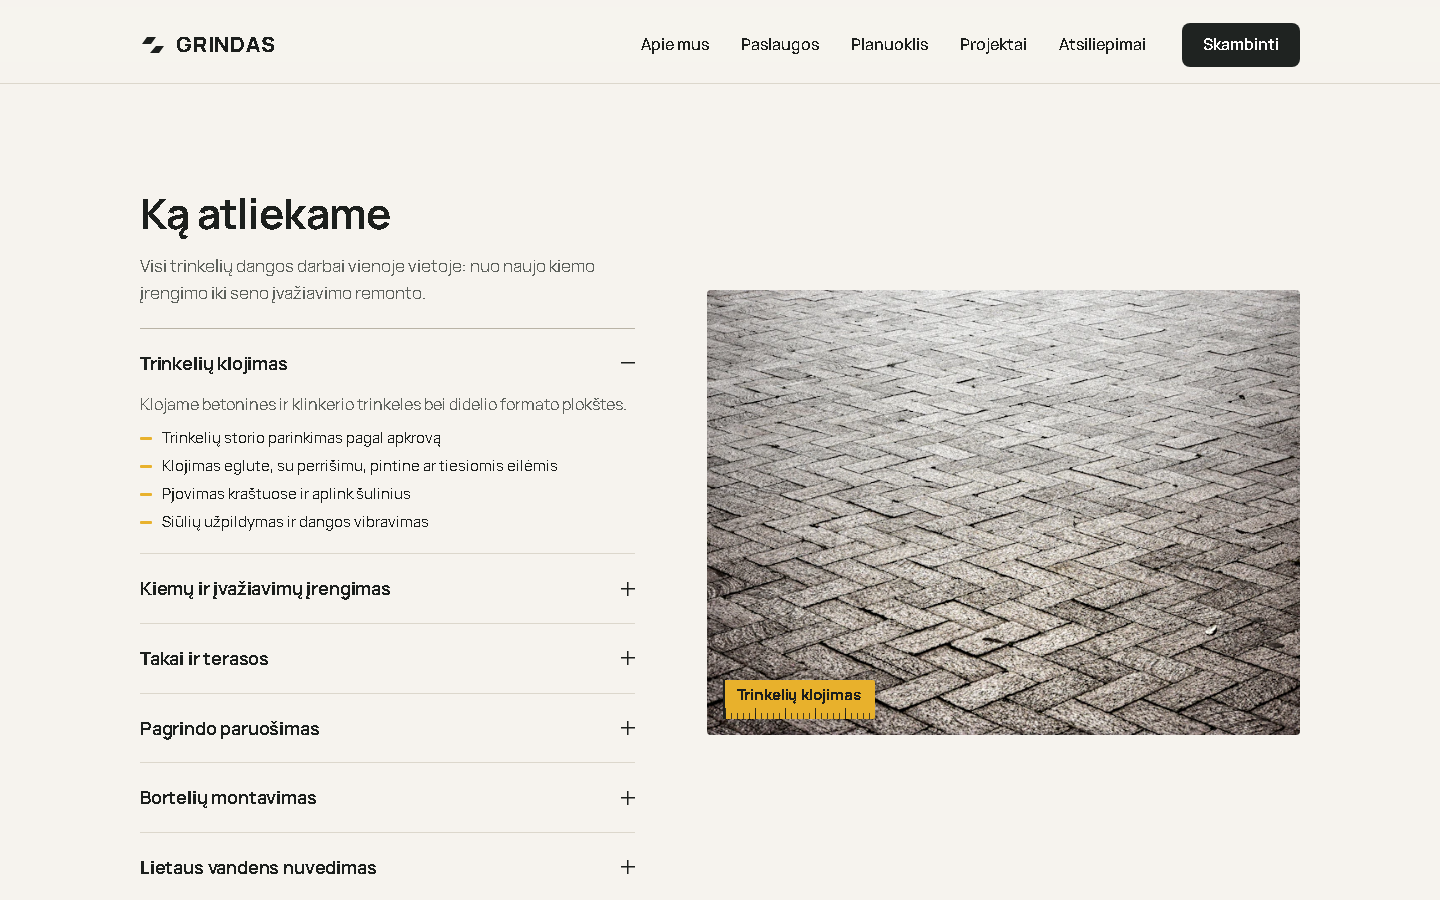 GRINDAS
Apie mus
Paslaugos
Planuoklis
Projektai
Atsiliepimai
Skambinti
Ką atliekame
Visi trinkelių dangos darbai vienoje vietoje: nuo naujo kiemo
įrengimo iki seno įvažiavimo remonto.
Trinkelių klojimas
Klojame betonines ir klinkerio trinkeles bei didelio formato plokštes.
Trinkelių storio parinkimas pagal apkrovą
Klojimas eglute, su perrišimu, pintine ar tiesiomis eilėmis
Pjovimas kraštuose ir aplink šulinius
Siūlių užpildymas ir dangos vibravimas
Kiemų ir įvažiavimų įrengimas
Takai ir terasos
Pagrindo paruošimas
Bortelių montavimas
Lietaus vandens nuvedimas
Trinkelių klojimas